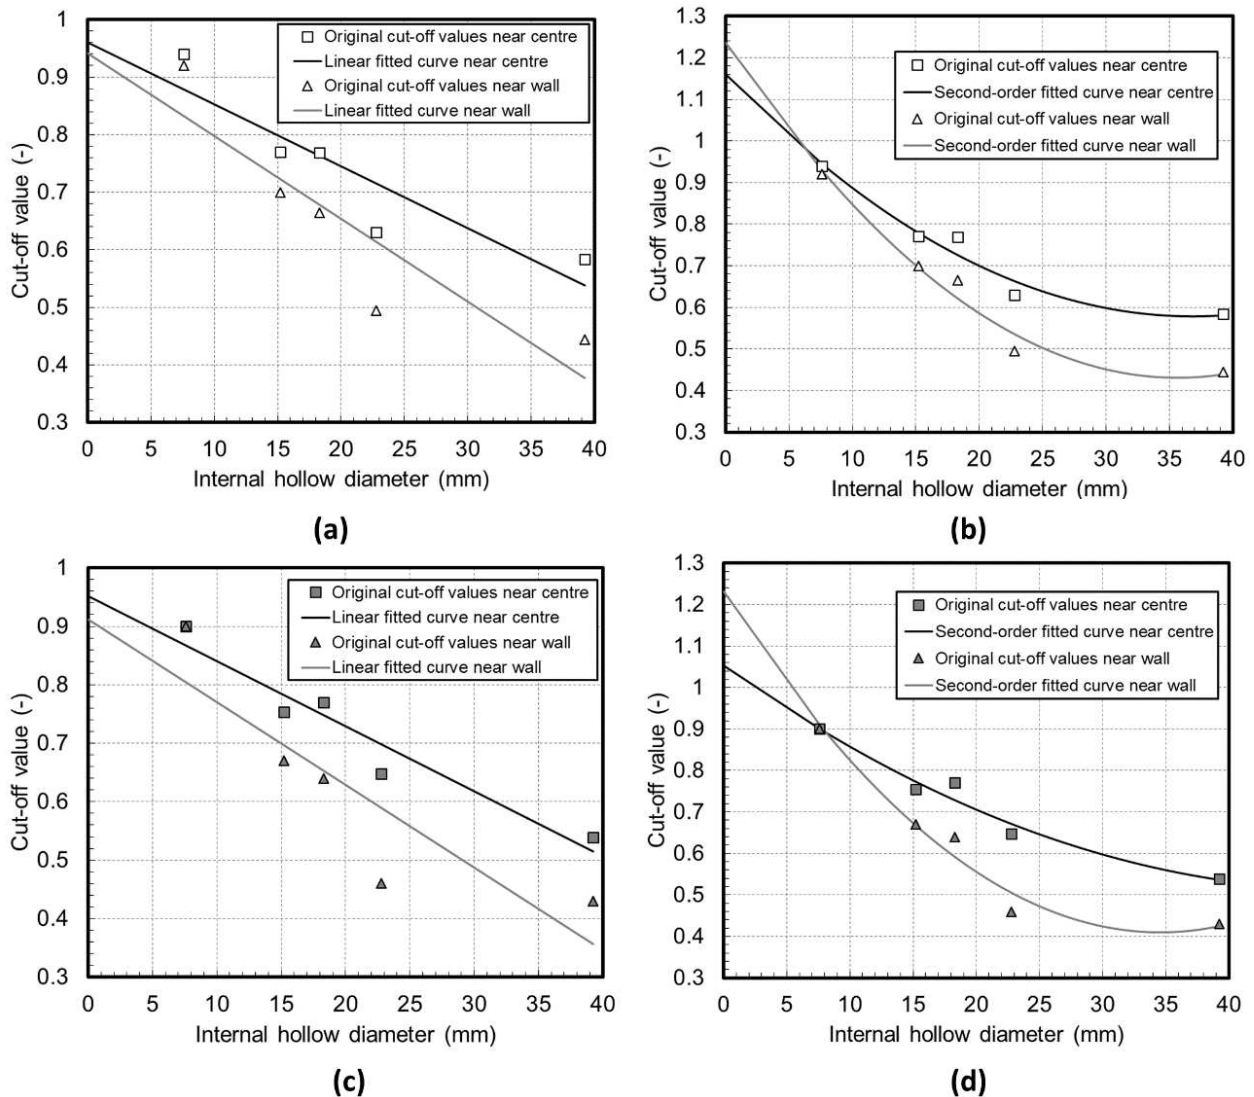 1
0.9
0.8
0.7
0.6
0.5
0.4
0.3
Cut-off value (-)
Original cut-off values near centre
Linear fitted curve near centre
Original cut-off values near wall
Linear fitted curve near wall
0 5 10 15 20 25 30 35 40
Internal hollow diameter (mm)
(a)
1.3
1.2
1.1
1
0.9
0.8
0.7
0.6
0.5
0.4
0.3
Cut-off value (-)
Original cut-off values near centre
Second-order fitted curve near centre
Original cut-off values near wall
Second-order fitted curve near wall
0 5 10 15 20 25 30 35 40
Internal hollow diameter (mm)
(b)
1
0.9
0.8
0.7
0.6
0.5
0.4
0.3
Cut-off value (-)
Original cut-off values near centre
Linear fitted curve near centre
Original cut-off values near wall
Linear fitted curve near wall
0 5 10 15 20 25 30 35 40
Internal hollow diameter (mm)
(c)
1.3
1.2
1.1
1
0.9
0.8
0.7
0.6
0.5
0.4
0.3
Cut-off value (-)
Original cut-off values near centre
Second-order fitted curve near centre
Original cut-off values near wall
Second-order fitted curve near wall
0 5 10 15 20 25 30 35 40
Internal hollow diameter (mm)
(d)